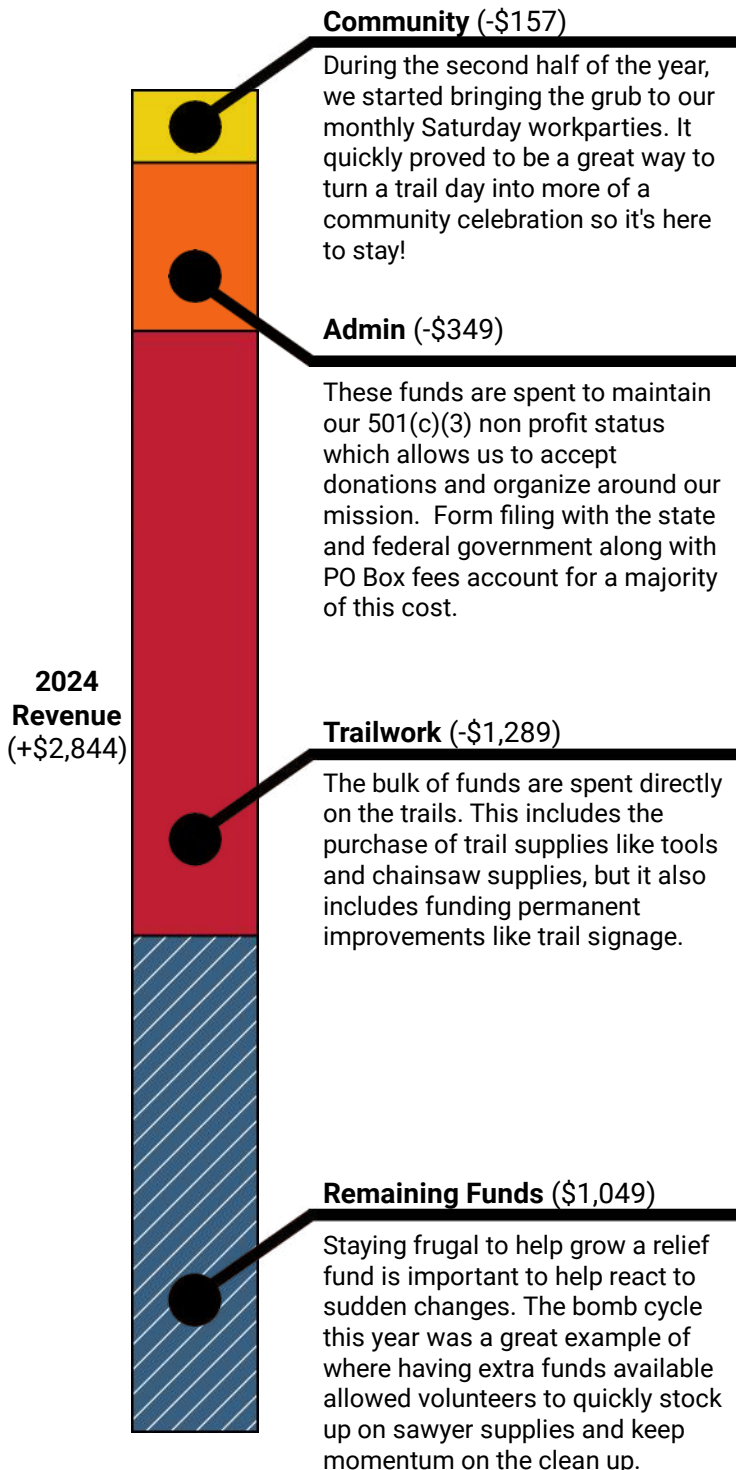 Community (-$157)
During the second half of the year,
we started bringing the grub to our
monthly Saturday workparties. It
quickly proved to be a great way to
turn a trail day into more of a
community celebration so it's here
to stay!
Admin (-$349)
These funds are spent to maintain
our 501(c)(3) non profit status
which allows us to accept
donations and organize around our
mission.  Form filing with the state
and federal government along with
PO Box fees account for a majority
of this cost.
2024
Revenue
(+$2,844)
Trailwork (-$1,289)
The bulk of funds are spent directly
on the trails. This includes the
purchase of trail supplies like tools
and chainsaw supplies, but it also
includes funding permanent
improvements like trail signage.
Remaining Funds ($1,049)
Staying frugal to help grow a relief
fund is important to help react to
sudden changes. The bomb cycle
this year was a great example of
where having extra funds available
allowed volunteers to quickly stock
up on sawyer supplies and keep
momentum on the clean up.